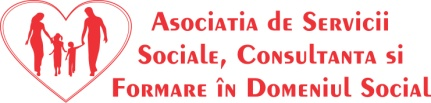 Asociatia de Servicii
Sociale, Consultanta si
Formare în Domeniul Social